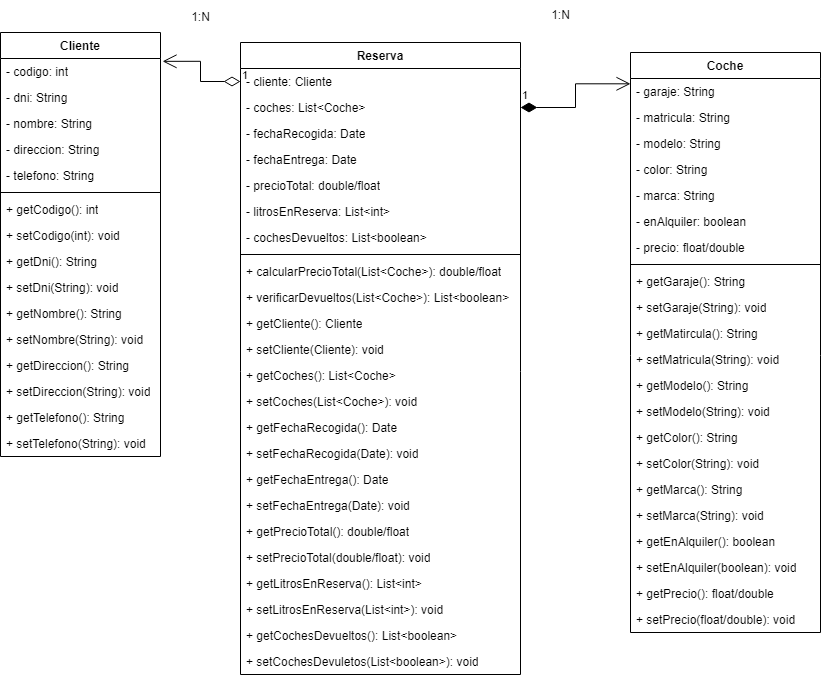 1:N
1:N
Cliente
- codigo: int
- dni: String
- nombre: String
- direccion: String
- telefono: String
+ getCodigo(): int
+ setCodigo(int): void
+ getDni(): String
+ setDni(String): void
+ getNombre(): String
+ setNombre(String): void
+ getDireccion(): String
+ setDireccion(String): void
+ getTelefono(): String
+ setTelefono(String): void
1
Reserva
- cliente: Cliente
- coches: List<Coche>
- fechaRecogida: Date
- fechaEntrega: Date
- precioTotal: double/float
- litrosEnReserva: List<int>
- cochesDevueltos: List<boolean>
+ calcularPrecioTotal(List<Coche>): double/float
+ verificarDevueltos(List<Coche>): List<boolean>
+ getCliente(): Cliente
+ setCliente(Cliente): void
+ getCoches(): List<Coche>
+ setCoches(List<Coche>): void
+ getFechaRecogida(): Date
+ setFechaRecogida(Date): void
+ getFechaEntrega(): Date
+ setFechaEntrega(Date): void
+ getPrecioTotal(): double/float
+ setPrecioTotal(double/float): void
+ getLitrosEnReserva(): List<int>
+ setLitrosEnReserva(List<int>): void
+ getCochesDevueltos(): List<boolean>
+ setCochesDevuletos(List<boolean>): void
1
Coche
- garaje: String
- matricula: String
- modelo: String
- color: String
- marca: String
- enAlquiler: boolean
- precio: float/double
+ getGaraje(): String
+ setGaraje(String): void
+ getMatircula(): String
+ setMatricula(String): void
+ getModelo(): String
+ setModelo(String): void
+ getColor(): String
+ setColor(String): void
+ getMarca(): String
+ setMarca(String): void
+ getEnAlquiler(): boolean
+ setEnAlquiler(boolean): void
+ getPrecio(): float/double
+ setPrecio(float/double): void